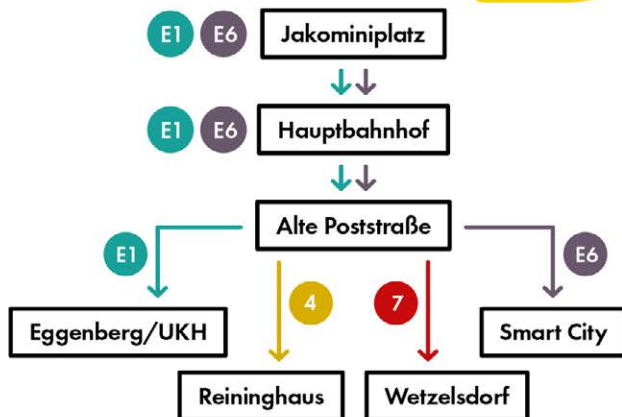 E1 E6 Jakominiplatz
E1 E6 Hauptbahnhof
Alte Poststraße
E1 E6
4 7
Eggenberg/UKH Smart City
Reininghaus Wetzelsdorf